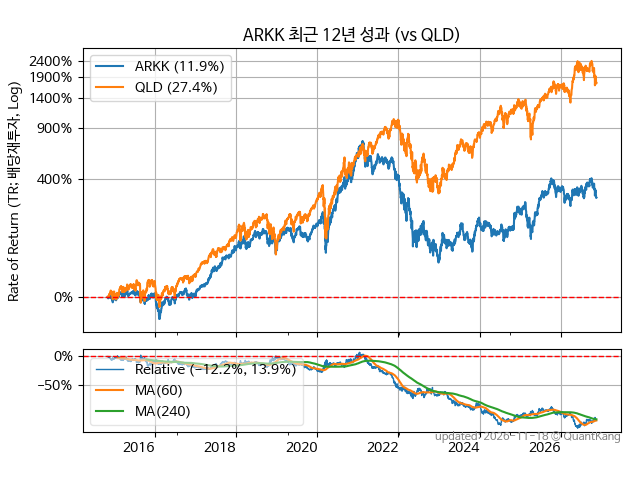 ARKK 최근 12년 성과 (vs QLD)
Rate of Return (TR; 배당재투자, Log)
2400%
1900%
1400%
900%
400%
0%
ARKK (11.9%)
QLD (27.4%)
0%
−50%
Relative (−12.2%, 13.9%)
MA(60)
MA(240)
updated: 2026-11-18 © QuantKang
2016
2018
2020
2022
2024
2026